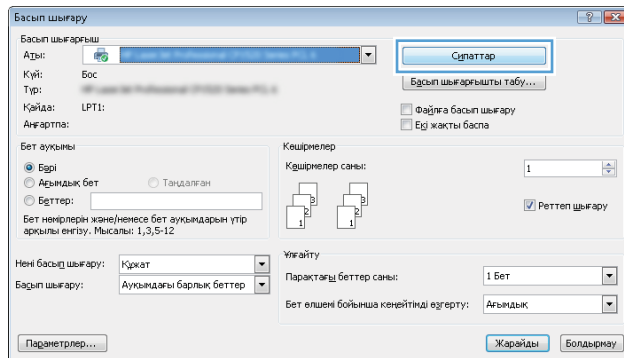 Басып шығару
Басып шығарғыш
Аты:
Сипаттар
Күй: Бос
Басып шығарғышты табу...
Түр:
Қайда: LPT1:
Файлға басып шығару
Аңғартпа:
Екі жақты баспа
Бет ауқымы
Бәрі
Ағымдық бет
Таңдалған
Беттер:
Бет нөмірлерін және/немесе бет ауқымдарын үтір
арқылы енгізу. Мысалы: 1,3,5-12
Көшірмелер
Көшірмелер саны: 1
Реттеп шығару
Нені басып шығару: Құжат
Басып шығару: Ауқымдағы барлық беттер
Ұлғайту
Парақтағы беттер саны: 1 Бет
Бет өлшемі бойынша кеңейтінді өзгерту: Ағымдық
Параметрлер...
Жарайды
Болдырмау